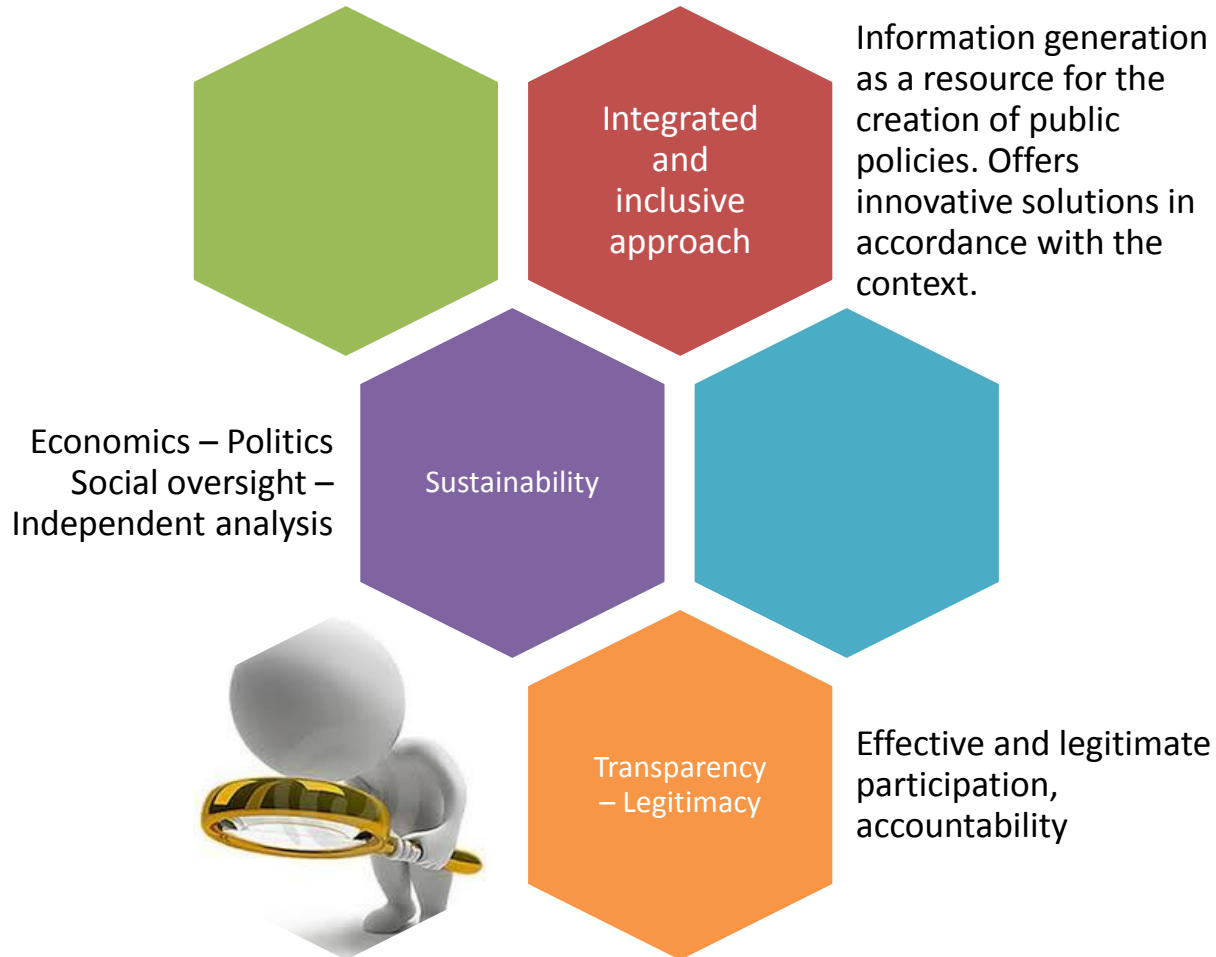 Integrated
and
inclusive
approach
Information generation
as a resource for the
creation of public
policies. Offers
innovative solutions in
accordance with the
context.
Economics – Politics
Social oversight –
Independent analysis
Sustainability
Transparency
– Legitimacy
Effective and legitimate
participation,
accountability